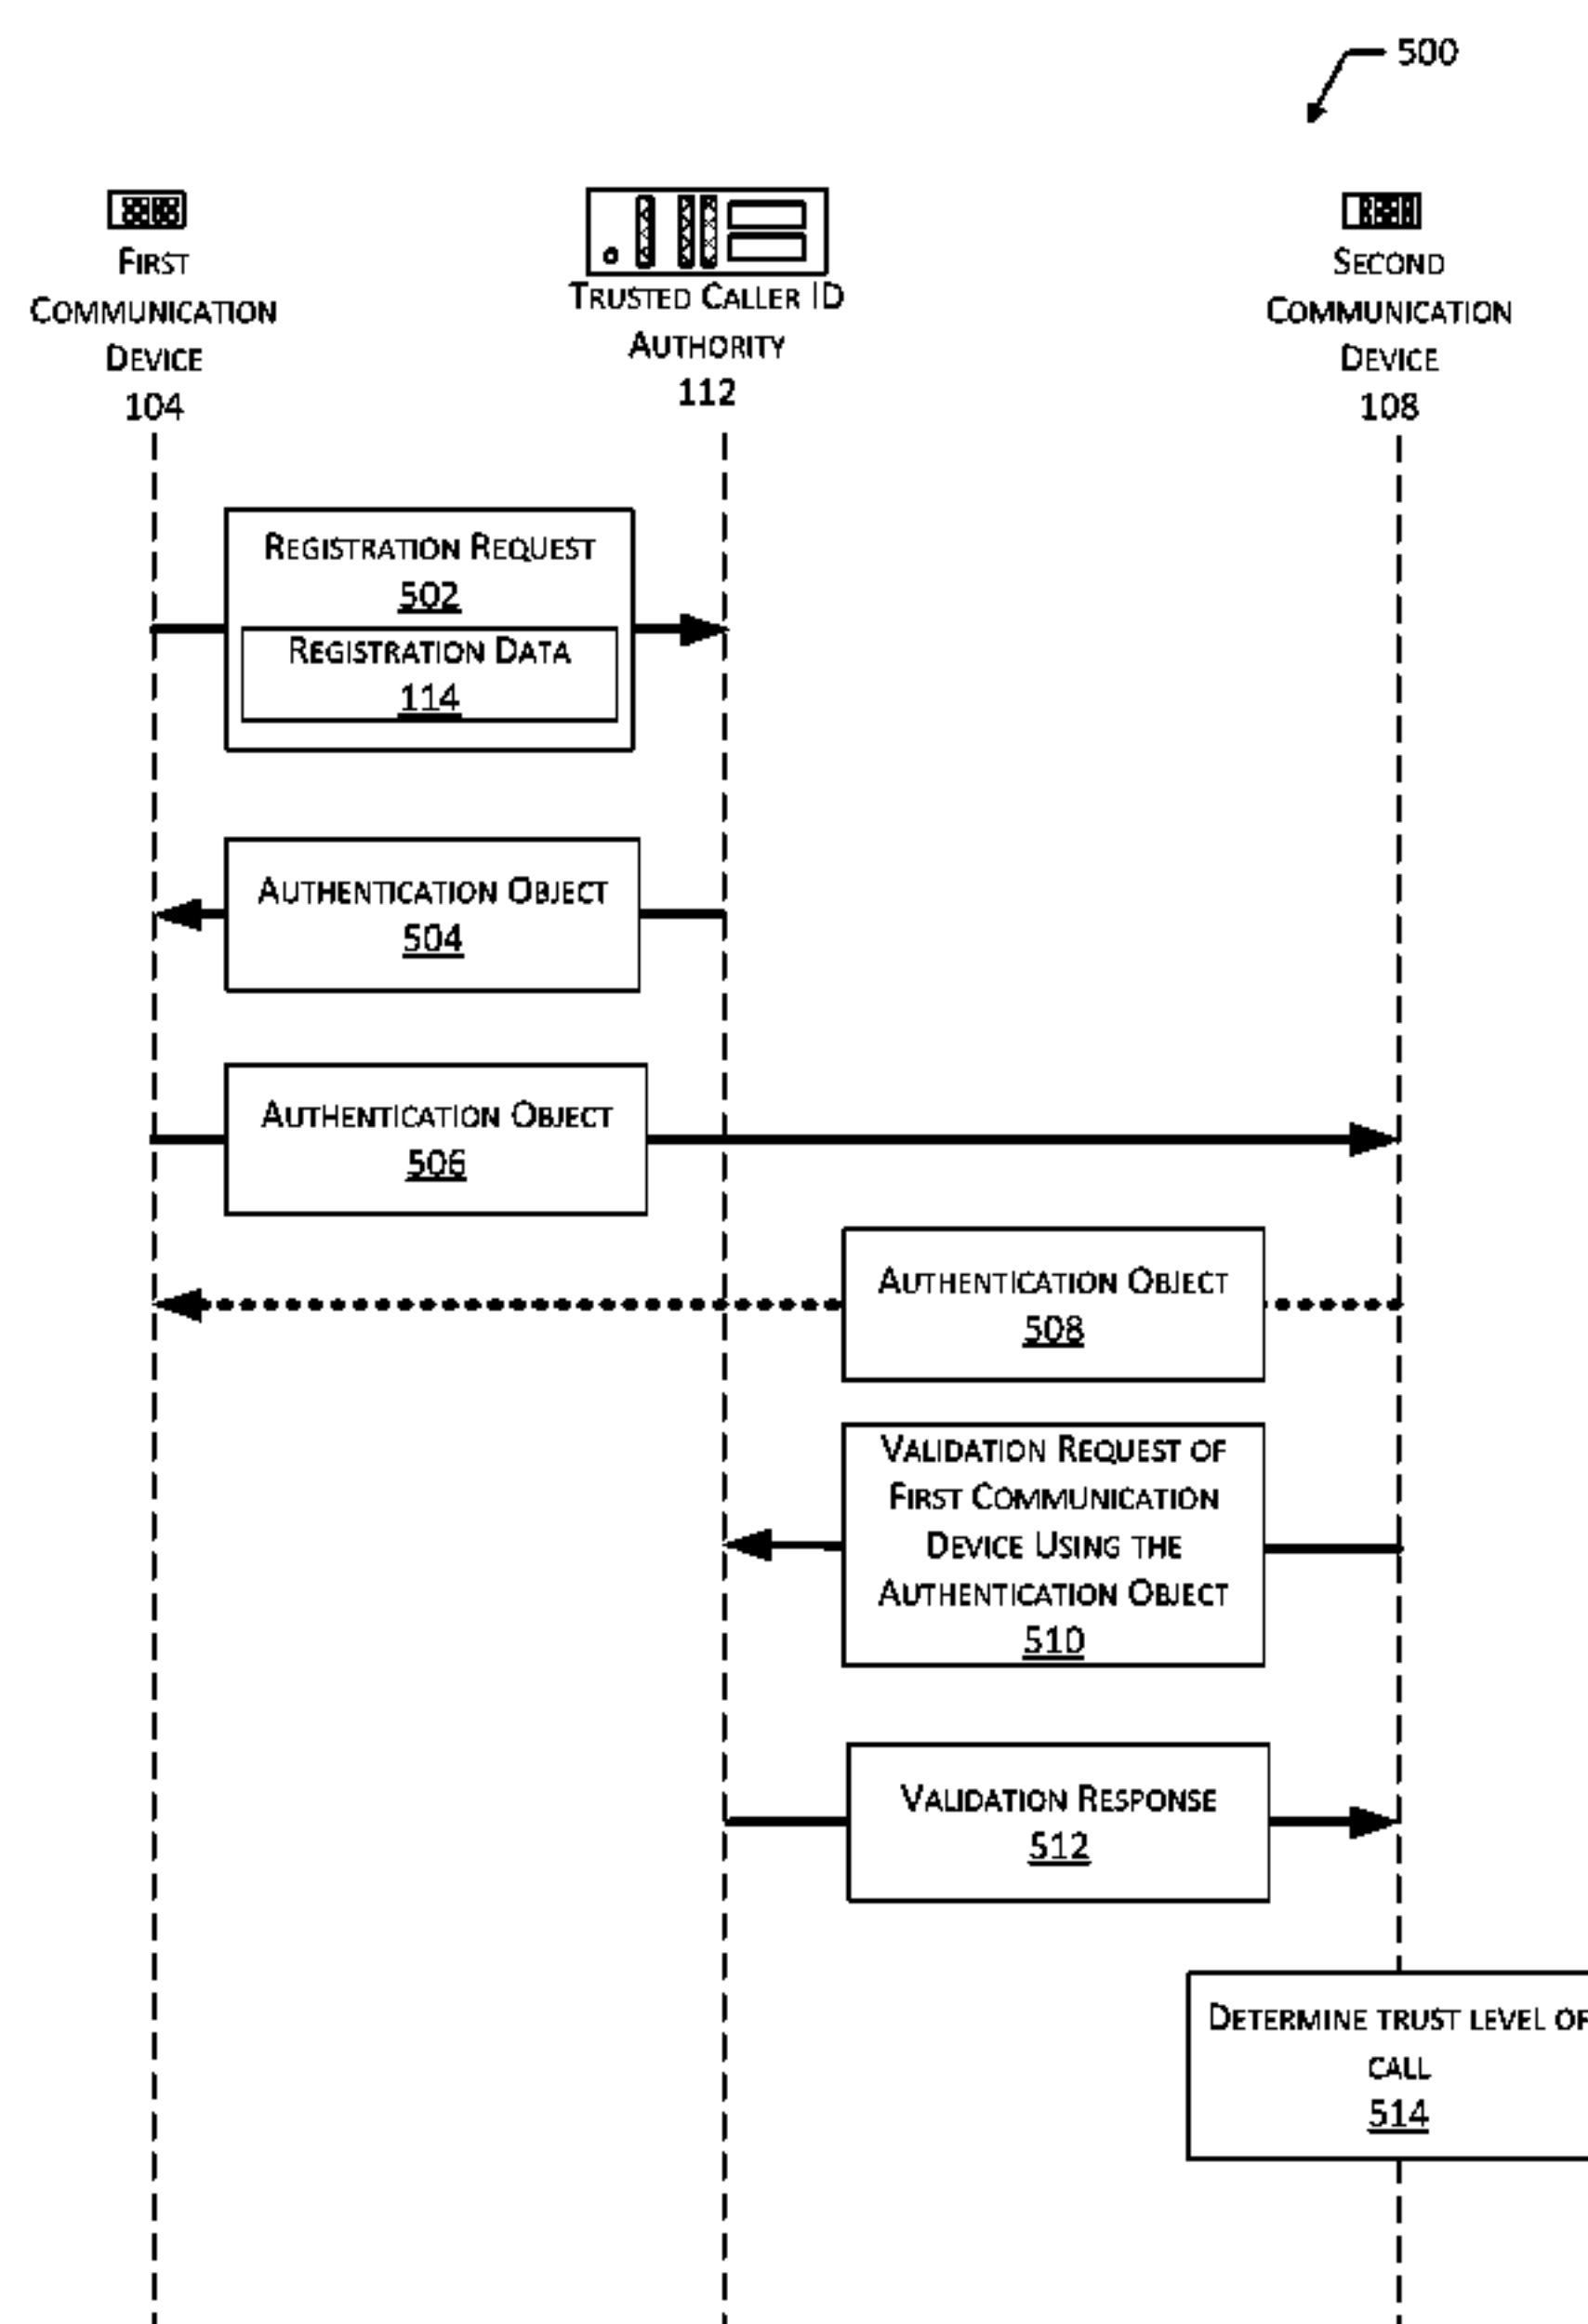 500
First
Communication
Device
104
Trusted Caller ID
Authority
112
Second
Communication
Device
108
Registration Request
502
Registration Data
114
Authentication Object
504
Authentication Object
506
Authentication Object
508
Validation Request of
First Communication
Device Using the
Authentication Object
510
Validation Response
512
Determine trust level of
call
514